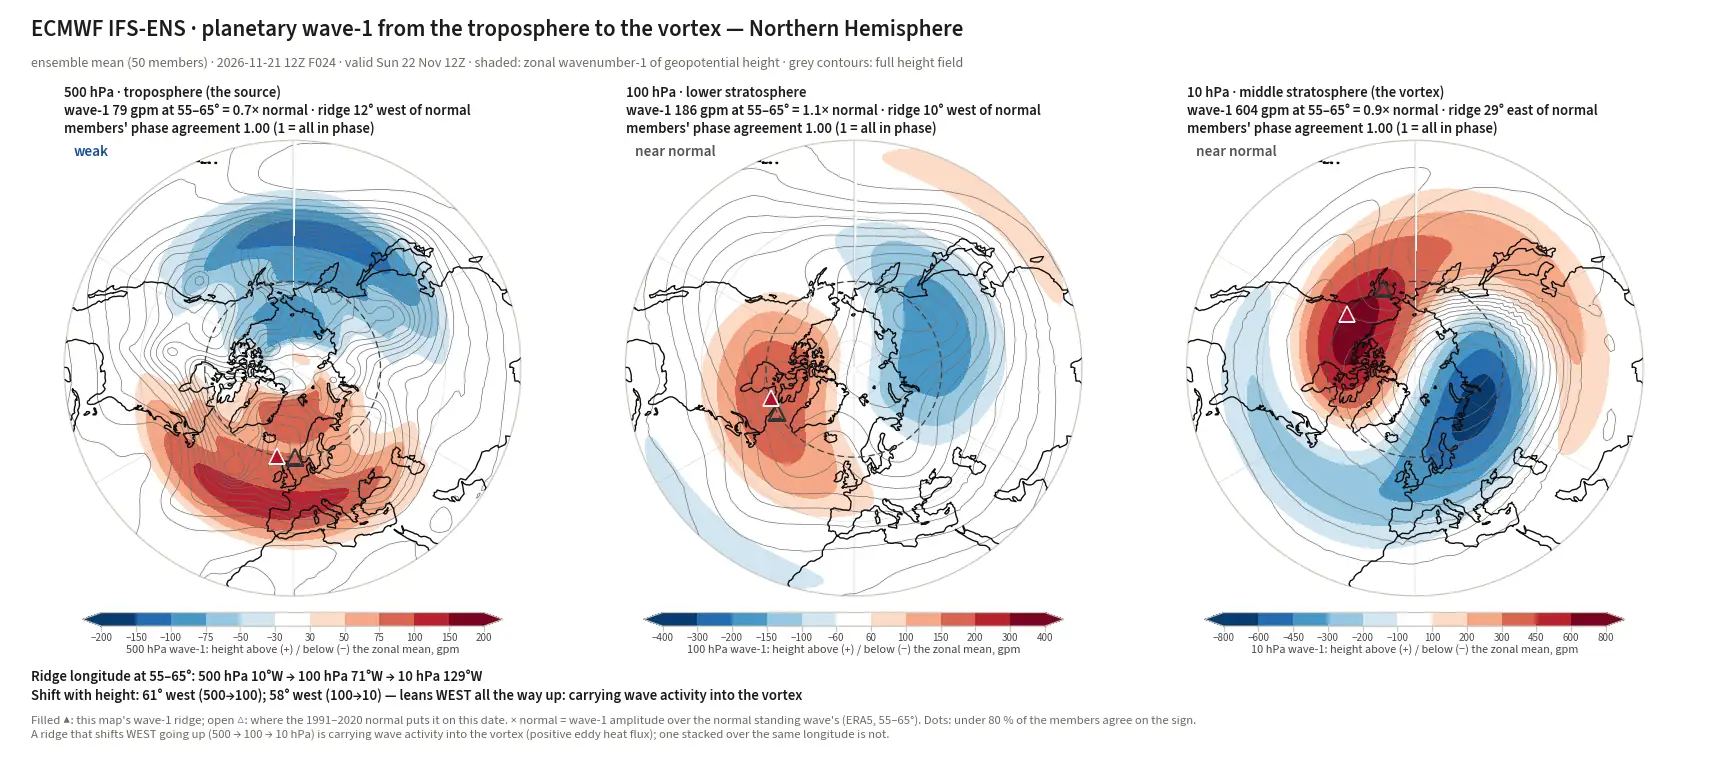 ECMWF IFS-ENS · planetary wave-1 from the troposphere to the vortex — Northern Hemisphere
ensemble mean (50 members) · 2026-11-21 12Z F024 · valid Sun 22 Nov 12Z · shaded: zonal wavenumber-1 of geopotential height · grey contours: full height field
500 hPa · troposphere (the source)
wave-1 79 gpm at 55–65° = 0.7× normal · ridge 12° west of normal
members' phase agreement 1.00 (1 = all in phase)
weak
100 hPa · lower stratosphere
wave-1 186 gpm at 55–65° = 1.1× normal · ridge 10° west of normal
members' phase agreement 1.00 (1 = all in phase)
near normal
10 hPa · middle stratosphere (the vortex)
wave-1 604 gpm at 55–65° = 0.9× normal · ridge 29° east of normal
members' phase agreement 1.00 (1 = all in phase)
near normal
−200 −150 −100 −75 −50 −30 30 50 75 100 150 200
500 hPa wave-1: height above (+) / below (−) the zonal mean, gpm
−400 −300 −200 −150 −100 −60 60 100 150 200 300 400
100 hPa wave-1: height above (+) / below (−) the zonal mean, gpm
−800 −600 −450 −300 −200 −100 100 200 300 450 600 800
10 hPa wave-1: height above (+) / below (−) the zonal mean, gpm
Ridge longitude at 55–65°: 500 hPa 10°W → 100 hPa 71°W → 10 hPa 129°W
Shift with height: 61° west (500→100); 58° west (100→10) — leans WEST all the way up: carrying wave activity into the vortex
Filled ▲: this map's wave-1 ridge; open △: where the 1991–2020 normal puts it on this date. × normal = wave-1 amplitude over the normal standing wave's (ERA5, 55–65°). Dots: under 80 % of the members agree on the sign.
A ridge that shifts WEST going up (500 → 100 → 10 hPa) is carrying wave activity into the vortex (positive eddy heat flux); one stacked over the same longitude is not.